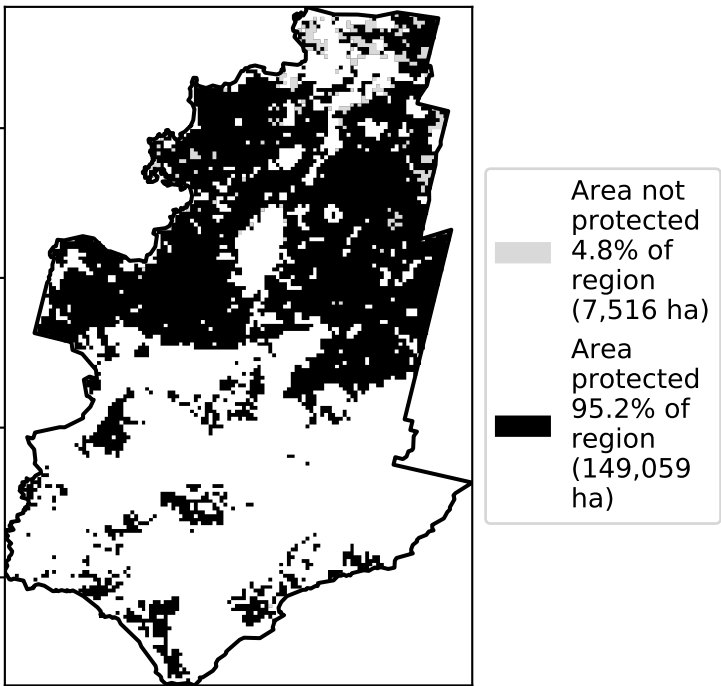 Area not
protected
4.8% of
region
(7,516 ha)
Area
protected
95.2% of
region
(149,059
ha)